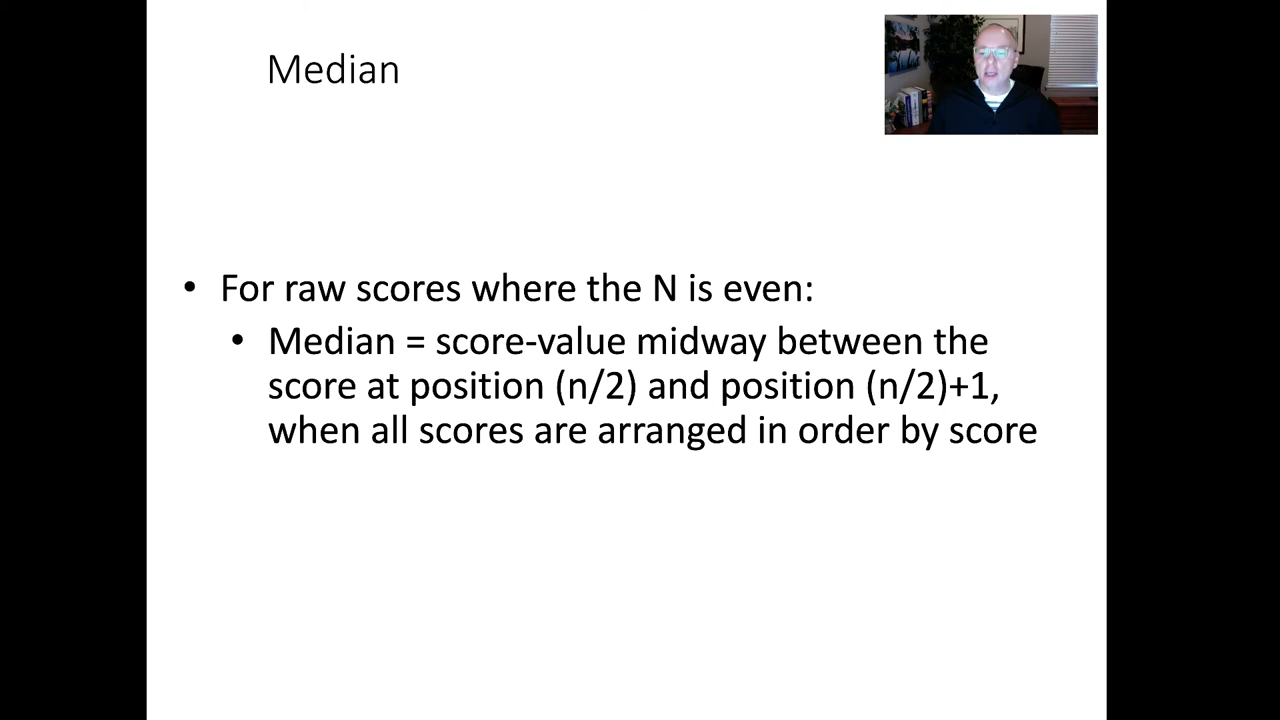 Median
• For raw scores where the N is even:
• Median = score-value midway between the
score at position (n/2) and position (n/2)+1,
when all scores are arranged in order by score